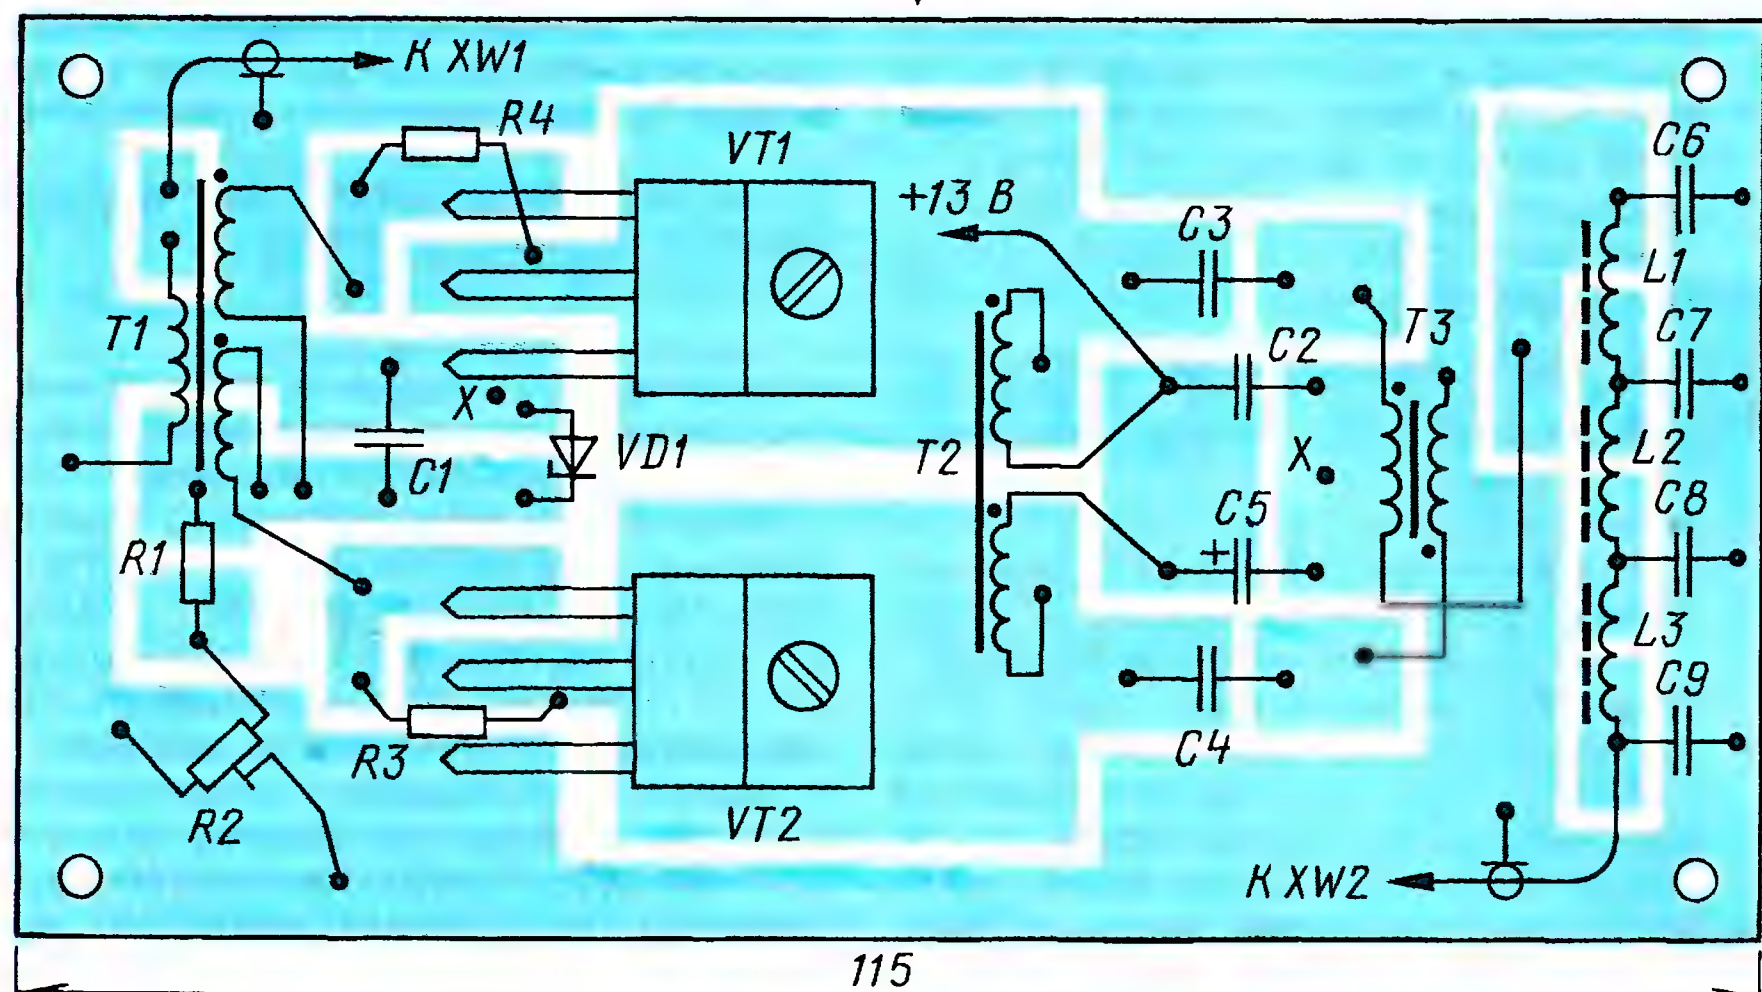 К XW1
R4
VT1
+13 В
C3
C6
L1
T1
T3
C2
C7
X
VD1
C1
T2
X
L2
C5
+
C8
R1
L3
C9
R3
R2
VT2
C4
К XW2
115